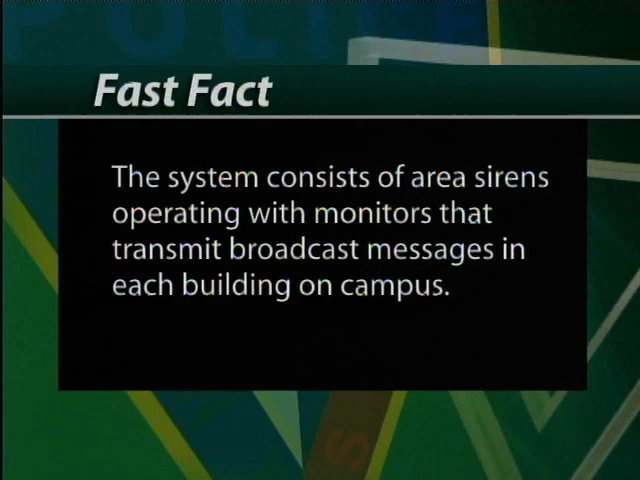 POLICE
Fast Fact
The system consists of area sirens
operating with monitors that
transmit broadcast messages in
each building on campus.
S